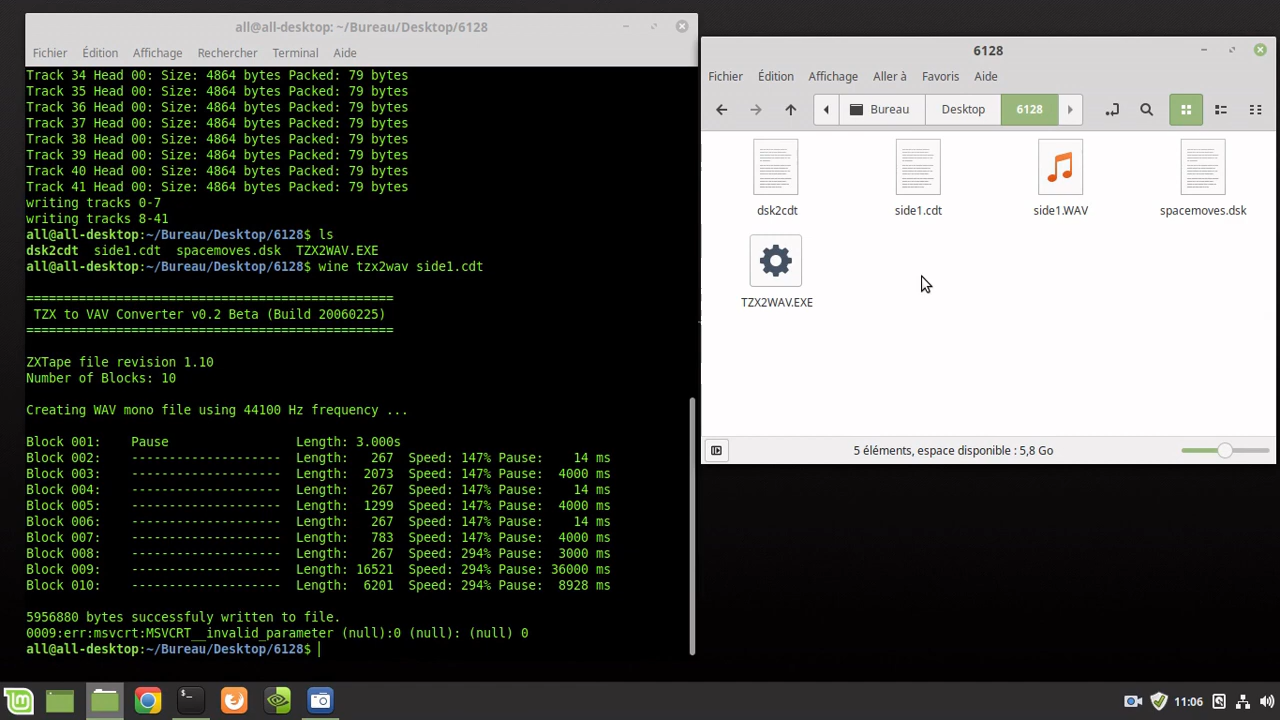 all@all-desktop: ~/Bureau/Desktop/6128
Fichier Édition Affichage Rechercher Terminal Aide
Track 34 Head 00: Size: 4864 bytes Packed: 79 bytes
Track 35 Head 00: Size: 4864 bytes Packed: 79 bytes
Track 36 Head 00: Size: 4864 bytes Packed: 79 bytes
Track 37 Head 00: Size: 4864 bytes Packed: 79 bytes
Track 38 Head 00: Size: 4864 bytes Packed: 79 bytes
Track 39 Head 00: Size: 4864 bytes Packed: 79 bytes
Track 40 Head 00: Size: 4864 bytes Packed: 79 bytes
Track 41 Head 00: Size: 4864 bytes Packed: 79 bytes
writing tracks 0-7
writing tracks 8-41
all@all-desktop:~/Bureau/Desktop/6128$ ls
dsk2cdt side1.cdt spacemoves.dsk TZX2WAV.EXE
all@all-desktop:~/Bureau/Desktop/6128$ wine tzx2wav side1.cdt
=================================================
TZX to VAV Converter v0.2 Beta (Build 20060225)
=================================================
ZXTape file revision 1.10
Number of Blocks: 10
Creating WAV mono file using 44100 Hz frequency ...
Block 001: Pause Length: 3.000s
Block 002: -------------------- Length: 267 Speed: 147% Pause: 14 ms
Block 003: -------------------- Length: 2073 Speed: 147% Pause: 4000 ms
Block 004: -------------------- Length: 267 Speed: 147% Pause: 14 ms
Block 005: -------------------- Length: 1299 Speed: 147% Pause: 4000 ms
Block 006: -------------------- Length: 267 Speed: 147% Pause: 14 ms
Block 007: -------------------- Length: 783 Speed: 147% Pause: 4000 ms
Block 008: -------------------- Length: 267 Speed: 294% Pause: 3000 ms
Block 009: -------------------- Length: 16521 Speed: 294% Pause: 36000 ms
Block 010: -------------------- Length: 6201 Speed: 294% Pause: 8928 ms
5956880 bytes successfuly written to file.
0009:err:msvcrt:MSVCRT__invalid_parameter (null):0 (null): (null) 0
all@all-desktop:~/Bureau/Desktop/6128$
6128
Fichier Édition Affichage Aller à Favoris Aide
Bureau Desktop 6128
dsk2cdt side1.cdt side1.WAV spacemoves.dsk
TZX2WAV.EXE
5 éléments, espace disponible : 5,8 Go
11:06